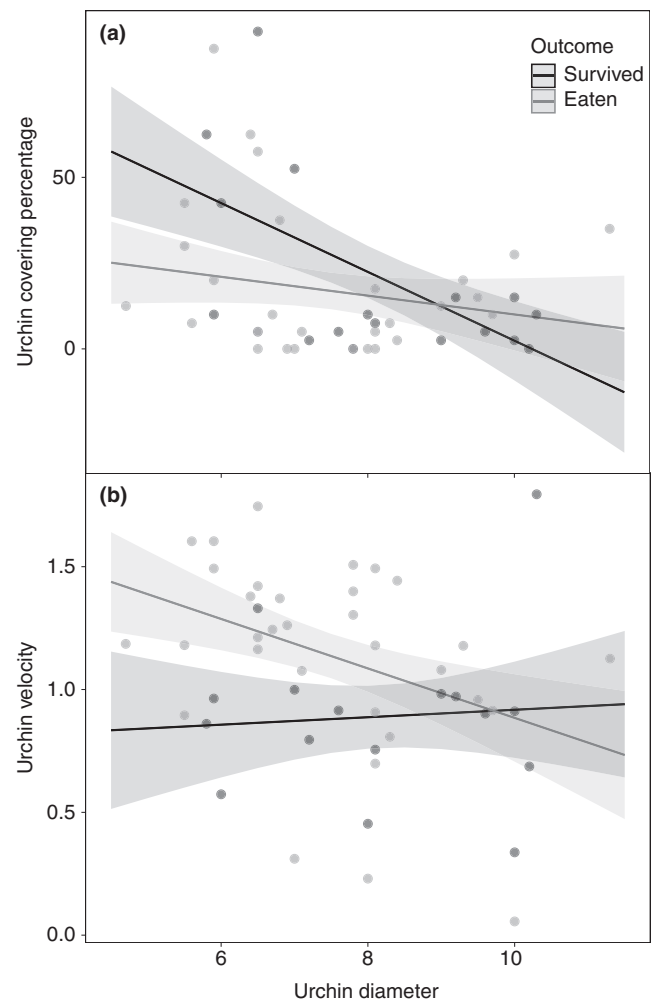 (a)
Outcome
Survived
Eaten
Urchin covering percentage
50
0
(b)
Urchin velocity
1.5
1.0
0.5
0.0
6 8 10
Urchin diameter